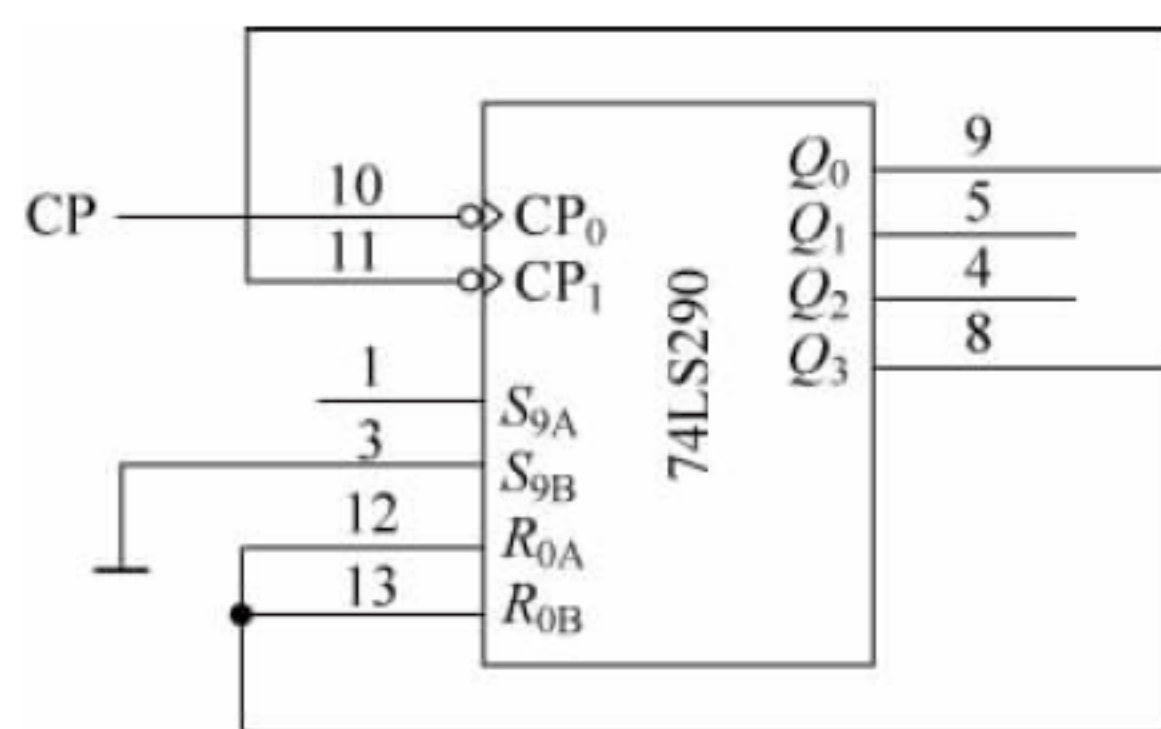 CP
10
11
1
3
12
13
CP₀
CP₁
S₉A
S₉B
R₀A
R₀B
74LS290
Q₀
Q₁
Q₂
Q₃
9
5
4
8